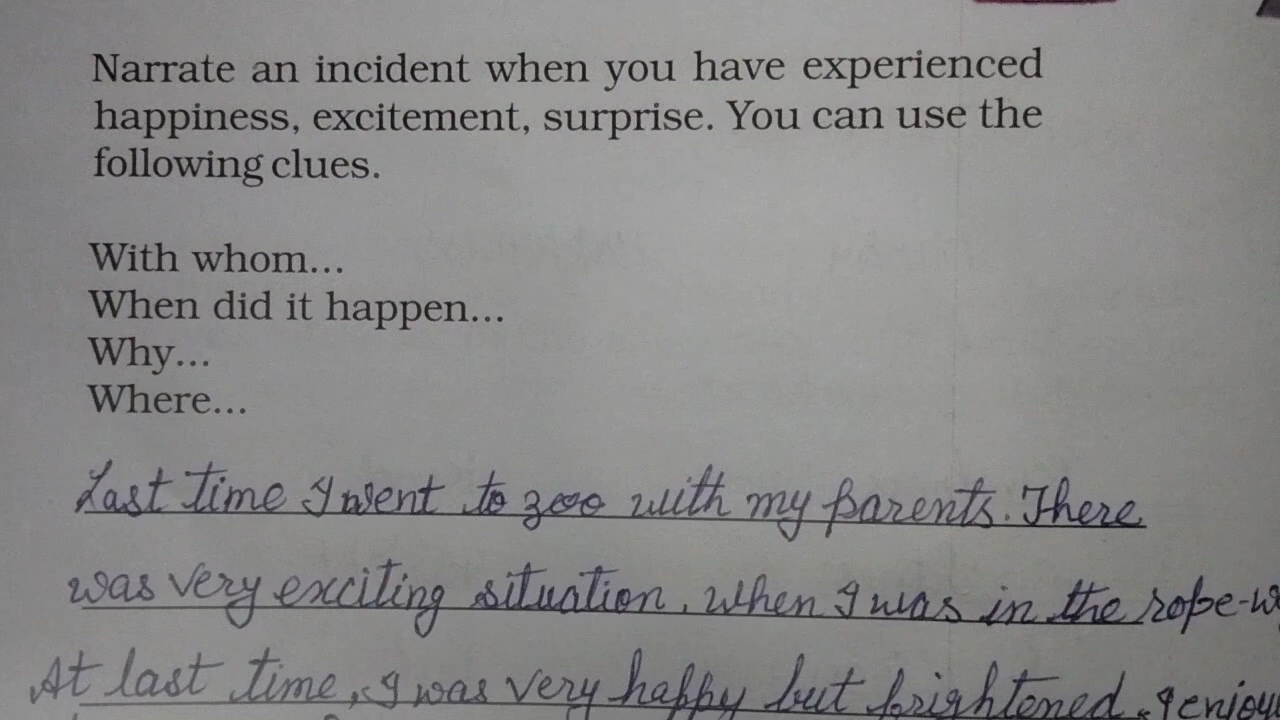 Narrate an incident when you have experienced
happiness, excitement, surprise. You can use the
following clues.
With whom...
When did it happen...
Why...
Where...
Last time I went to zoo with my parents. There
was very exciting situation, when I was in the rope-w
At last time, I was very happy but frightened. I enjoy